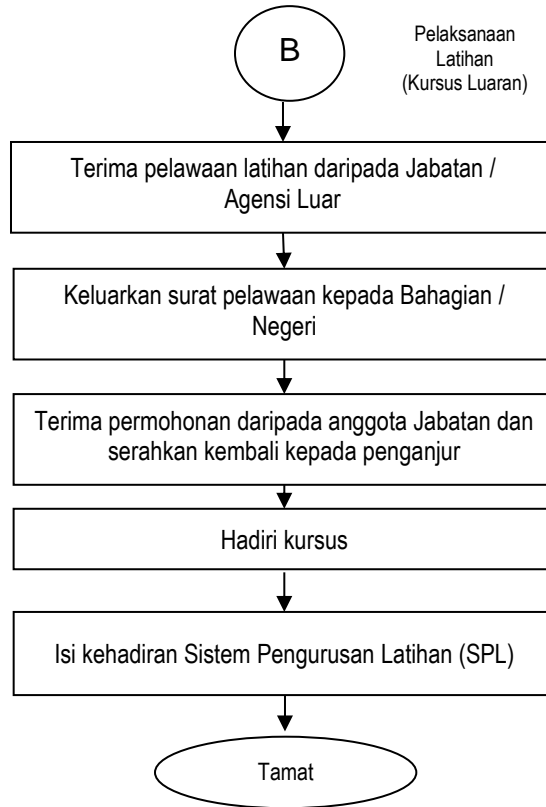 B
Pelaksanaan
Latihan
(Kursus Luaran)
Terima pelawaan latihan daripada Jabatan /
Agensi Luar
Keluarkan surat pelawaan kepada Bahagian /
Negeri
Terima permohonan daripada anggota Jabatan dan
serahkan kembali kepada penganjur
Hadiri kursus
Isi kehadiran Sistem Pengurusan Latihan (SPL)
Tamat